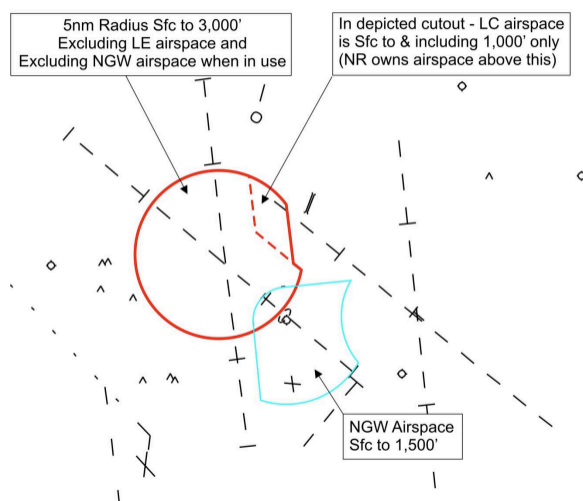 5nm Radius Sfc to 3,000’
Excluding LE airspace and
Excluding NGW airspace when in use
In depicted cutout - LC airspace
is Sfc to & including 1,000’ only
(NR owns airspace above this)
NGW Airspace
Sfc to 1,500’